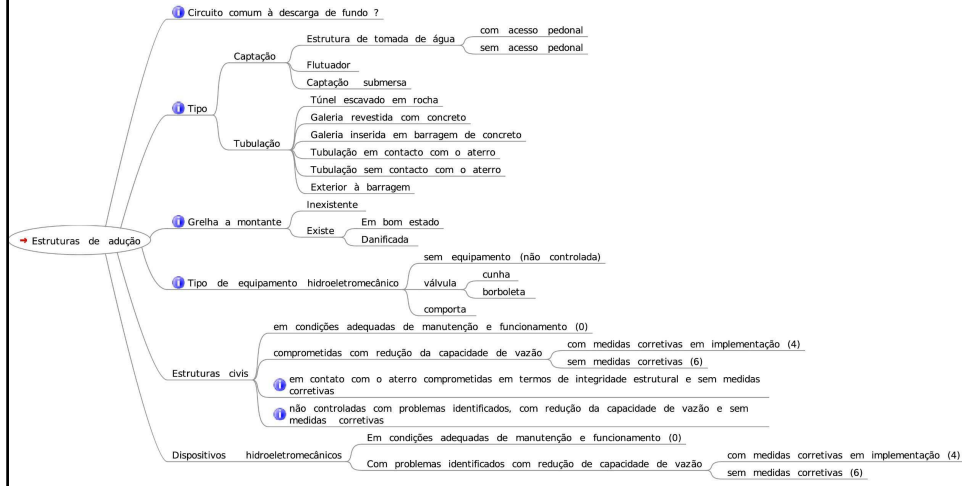 Circuito comum à descarga de fundo ?
com acesso pedonal
Estrutura de tomada de água
sem acesso pedonal
Captação
Flutuador
Captação submersa
Tipo
Túnel escavado em rocha
Galeria revestida com concreto
Galeria inserida em barragem de concreto
Tubulação
Tubulação em contacto com o aterro
Tubulação sem contacto com o aterro
Exterior à barragem
Inexistente
Grelha a montante
Em bom estado
Existe
Danificada
Estruturas de adução
sem equipamento (não controlada)
cunha
Tipo de equipamento hidroeletromecânico
válvula
borboleta
comporta
em condições adequadas de manutenção e funcionamento (0)
com medidas corretivas em implementação (4)
comprometidas com redução da capacidade de vazão
sem medidas corretivas (6)
Estruturas civis
em contato com o aterro comprometidas em termos de integridade estrutural e sem medidas
corretivas
não controladas com problemas identificados, com redução da capacidade de vazão e sem
medidas corretivas
Em condições adequadas de manutenção e funcionamento (0)
Dispositivos hidroeletromecânicos
com medidas corretivas em implementação (4)
Com problemas identificados com redução de capacidade de vazão
sem medidas corretivas (6)